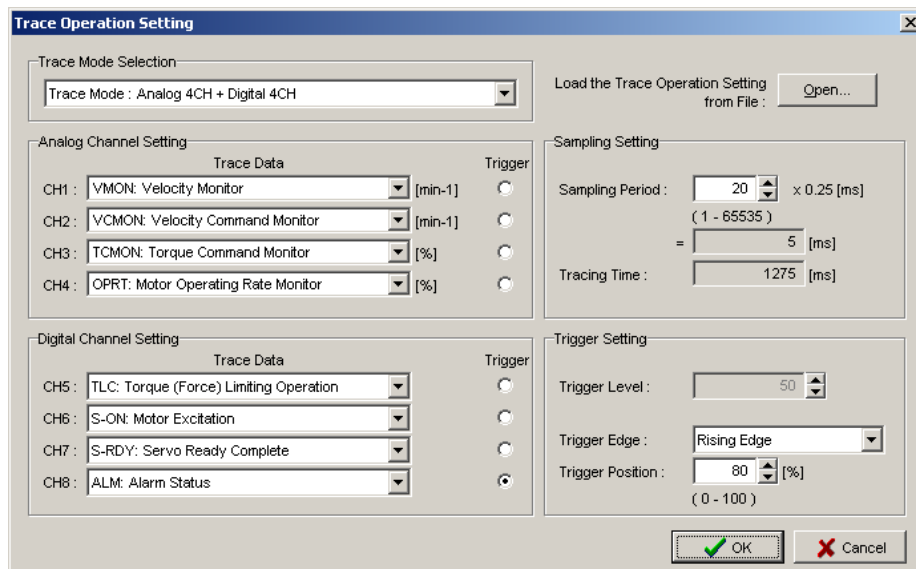 Trace Operation Setting
Trace Mode Selection
Trace Mode : Analog 4CH + Digital 4CH
Load the Trace Operation Setting
from File :
Open...
Analog Channel Setting
Trace Data Trigger
CH1 : VMON: Velocity Monitor [min-1]
CH2 : VCMON: Velocity Command Monitor [min-1]
CH3 : TCMON: Torque Command Monitor [%]
CH4 : OPRT: Motor Operating Rate Monitor [%]
Sampling Setting
Sampling Period : 20 x 0.25 [ms]
( 1 - 65535 )
= 5 [ms]
Tracing Time : 1275 [ms]
Digital Channel Setting
Trace Data Trigger
CH5 : TLC: Torque (Force) Limiting Operation
CH6 : S-ON: Motor Excitation
CH7 : S-RDY: Servo Ready Complete
CH8 : ALM: Alarm Status
Trigger Setting
Trigger Level : 50
Trigger Edge : Rising Edge
Trigger Position : 80 [%]
( 0 - 100 )
OK
Cancel